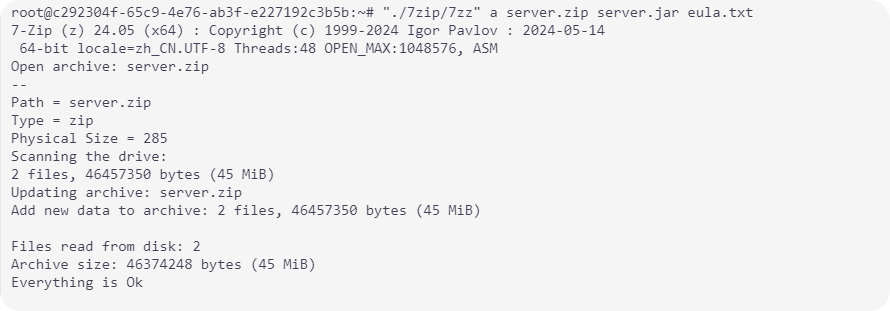 root@c292304f-65c9-4e76-ab3f-e227192c3b5b:~# "./7zip/7zz" a server.zip server.jar eula.txt
7-Zip (z) 24.05 (x64) : Copyright (c) 1999-2024 Igor Pavlov : 2024-05-14
 64-bit locale=zh_CN.UTF-8 Threads:48 OPEN_MAX:1048576, ASM
Open archive: server.zip
--
Path = server.zip
Type = zip
Physical Size = 285
Scanning the drive:
2 files, 46457350 bytes (45 MiB)
Updating archive: server.zip
Add new data to archive: 2 files, 46457350 bytes (45 MiB)

Files read from disk: 2
Archive size: 46374248 bytes (45 MiB)
Everything is Ok